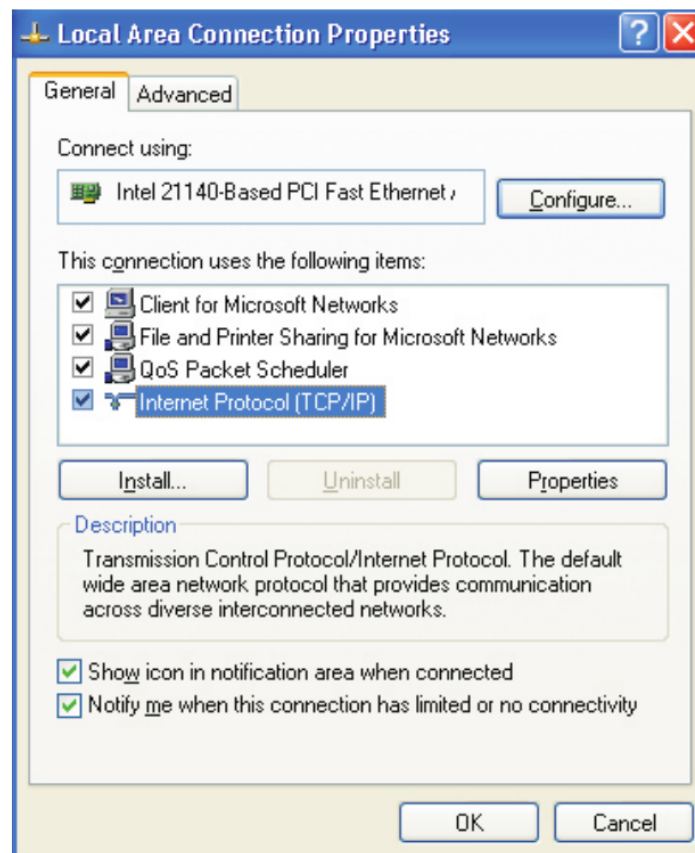 Local Area Connection Properties
General Advanced
Connect using:
Intel 21140-Based PCI Fast Ethernet
Configure...
This connection uses the following items:
Client for Microsoft Networks
File and Printer Sharing for Microsoft Networks
QoS Packet Scheduler
Internet Protocol (TCP/IP)
Install... Uninstall Properties
Description
Transmission Control Protocol/Internet Protocol. The default
wide area network protocol that provides communication
across diverse interconnected networks.
Show icon in notification area when connected
Notify me when this connection has limited or no connectivity
OK Cancel